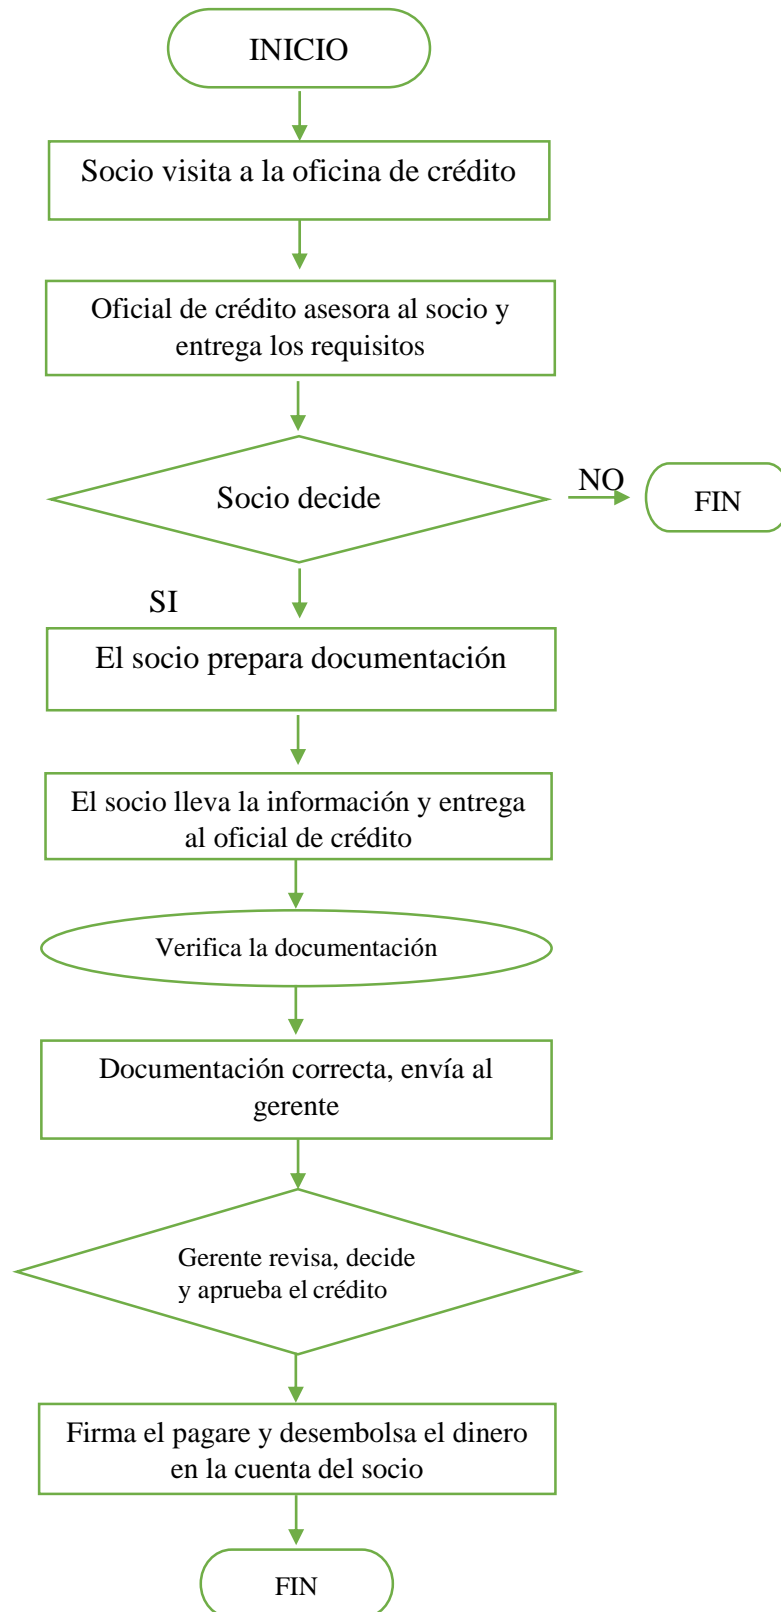 INICIO
Socio visita a la oficina de crédito
Oficial de crédito asesora al socio y
entrega los requisitos
Socio decide
NO
FIN
SI
El socio prepara documentación
El socio lleva la información y entrega
al oficial de crédito
Verifica la documentación
Documentación correcta, envía al
gerente
Gerente revisa, decide
y aprueba el crédito
Firma el pagare y desembolsa el dinero
en la cuenta del socio
FIN